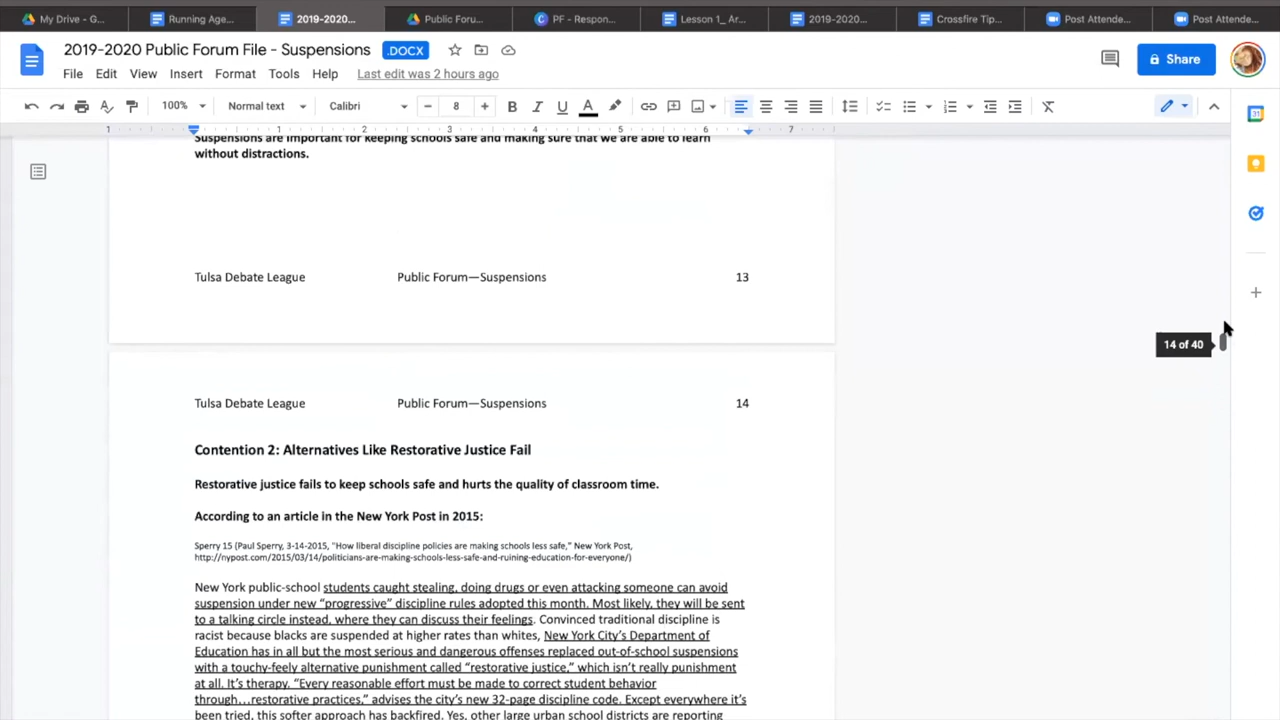 My Drive - G...
Running Age...
2019-2020...
Public Foru...
PF - Respon...
Lesson 1_ Ar...
2019-2020...
Crossfire Tip...
Post Attende...
Post Attende...
2019-2020 Public Forum File - Suspensions .DOCX
Share
File Edit View Insert Format Tools Help Last edit was 2 hours ago
100% Normal text Calibri − 8 + B I U A
1 1 2 3 4 5 6 7
31
Suspensions are important for keeping schools safe and making sure that we are able to learn
without distractions.
Tulsa Debate League Public Forum—Suspensions 13
14 of 40
Tulsa Debate League Public Forum—Suspensions 14
Contention 2: Alternatives Like Restorative Justice Fail
Restorative justice fails to keep schools safe and hurts the quality of classroom time.
According to an article in the New York Post in 2015:
Sperry 15 (Paul Sperry, 3-14-2015, "How liberal discipline policies are making schools less safe," New York Post,
http://nypost.com/2015/03/14/politicians-are-making-schools-less-safe-and-ruining-education-for-everyone/)
New York public-school students caught stealing, doing drugs or even attacking someone can avoid
suspension under new “progressive” discipline rules adopted this month. Most likely, they will be sent
to a talking circle instead, where they can discuss their feelings. Convinced traditional discipline is
racist because blacks are suspended at higher rates than whites, New York City’s Department of
Education has in all but the most serious and dangerous offenses replaced out-of-school suspensions
with a touchy-feely alternative punishment called “restorative justice,” which isn’t really punishment
at all. It’s therapy. “Every reasonable effort must be made to correct student behavior
through...restorative practices,” advises the city’s new 32-page discipline code. Except everywhere it’s
been tried, this softer approach has backfired. Yes, other large urban school districts are reporting